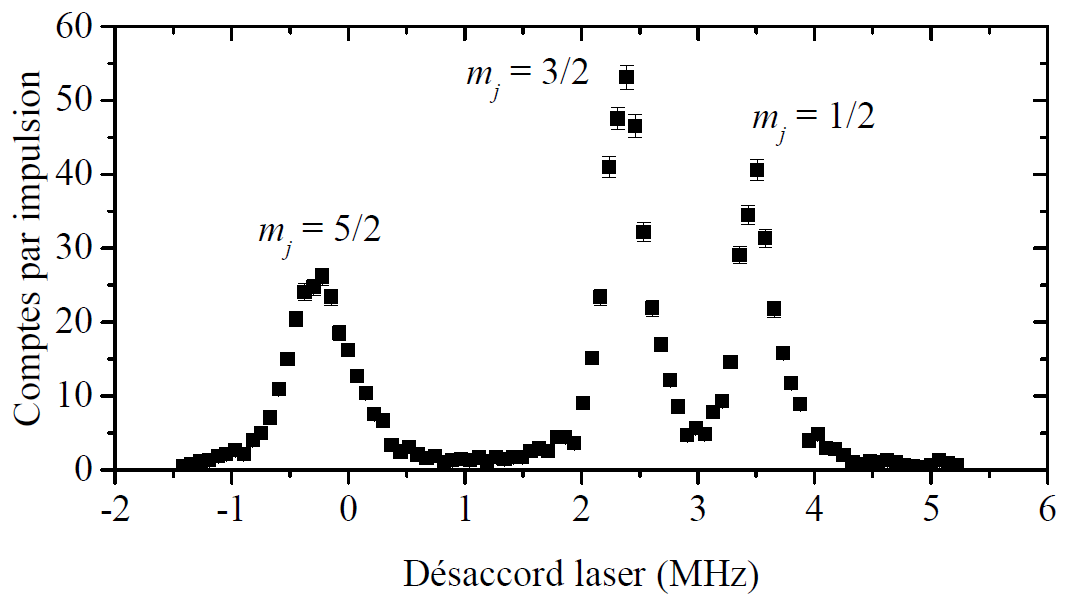 60
50
40
30
20
10
0
Comptes par impulsion
m_j = 5/2
m_j = 3/2
m_j = 1/2
-2 -1 0 1 2 3 4 5 6
Désaccord laser (MHz)